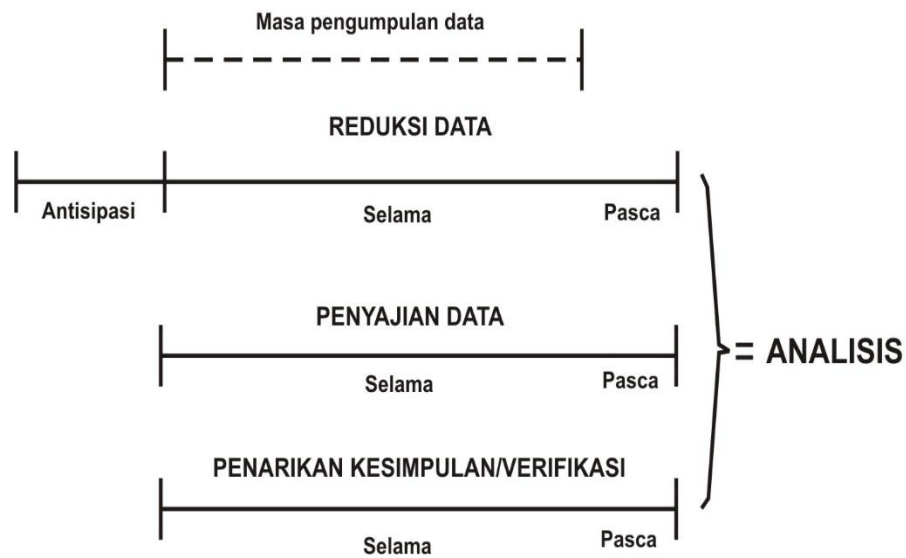 Masa pengumpulan data
REDUKSI DATA
Antisipasi
Selama
Pasca
PENYAJIAN DATA
Selama
Pasca
= ANALISIS
PENARIKAN KESIMPULAN/VERIFIKASI
Selama
Pasca